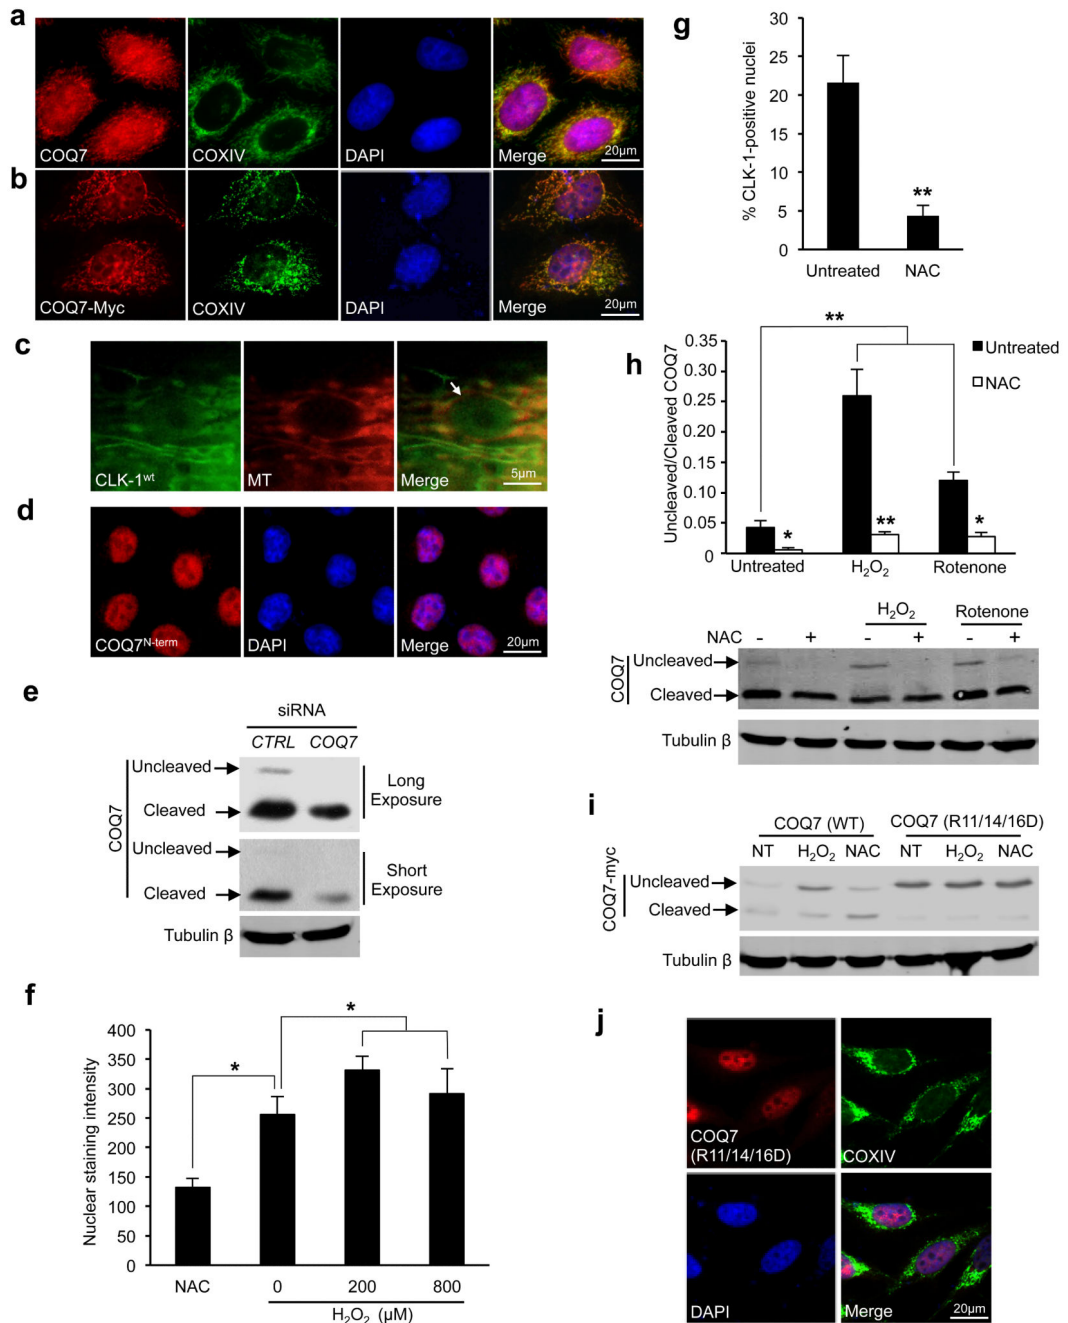 a
COQ7
COXIV
DAPI
Merge
20µm
b
COQ7-Myc
COXIV
DAPI
Merge
20µm
c
CLK-1wt
MT
Merge
5µm
d
COQ7N-term
DAPI
Merge
20µm
e
siRNA
CTRL COQ7
COQ7
Uncleaved
Cleaved
Long
Exposure
Uncleaved
Cleaved
Short
Exposure
Tubulin β
f
Nuclear staining intensity
400
350
300
250
200
150
100
50
0
*
*
NAC 0 200 800
H2O2 (µM)
g
% CLK-1-positive nuclei
30
25
20
15
10
5
0
**
Untreated NAC
h
Uncleaved/Cleaved COQ7
0.35
0.30
0.25
0.20
0.15
0.10
0.05
0
**
Untreated
NAC
* ** *
Untreated H2O2 Rotenone
H2O2 Rotenone
NAC - + - + - +
COQ7
Uncleaved
Cleaved
Tubulin β
i
COQ7 (WT) COQ7 (R11/14/16D)
NT H2O2 NAC NT H2O2 NAC
COQ7-myc
Uncleaved
Cleaved
Tubulin β
j
COQ7
(R11/14/16D)
COXIV
DAPI
Merge
20µm